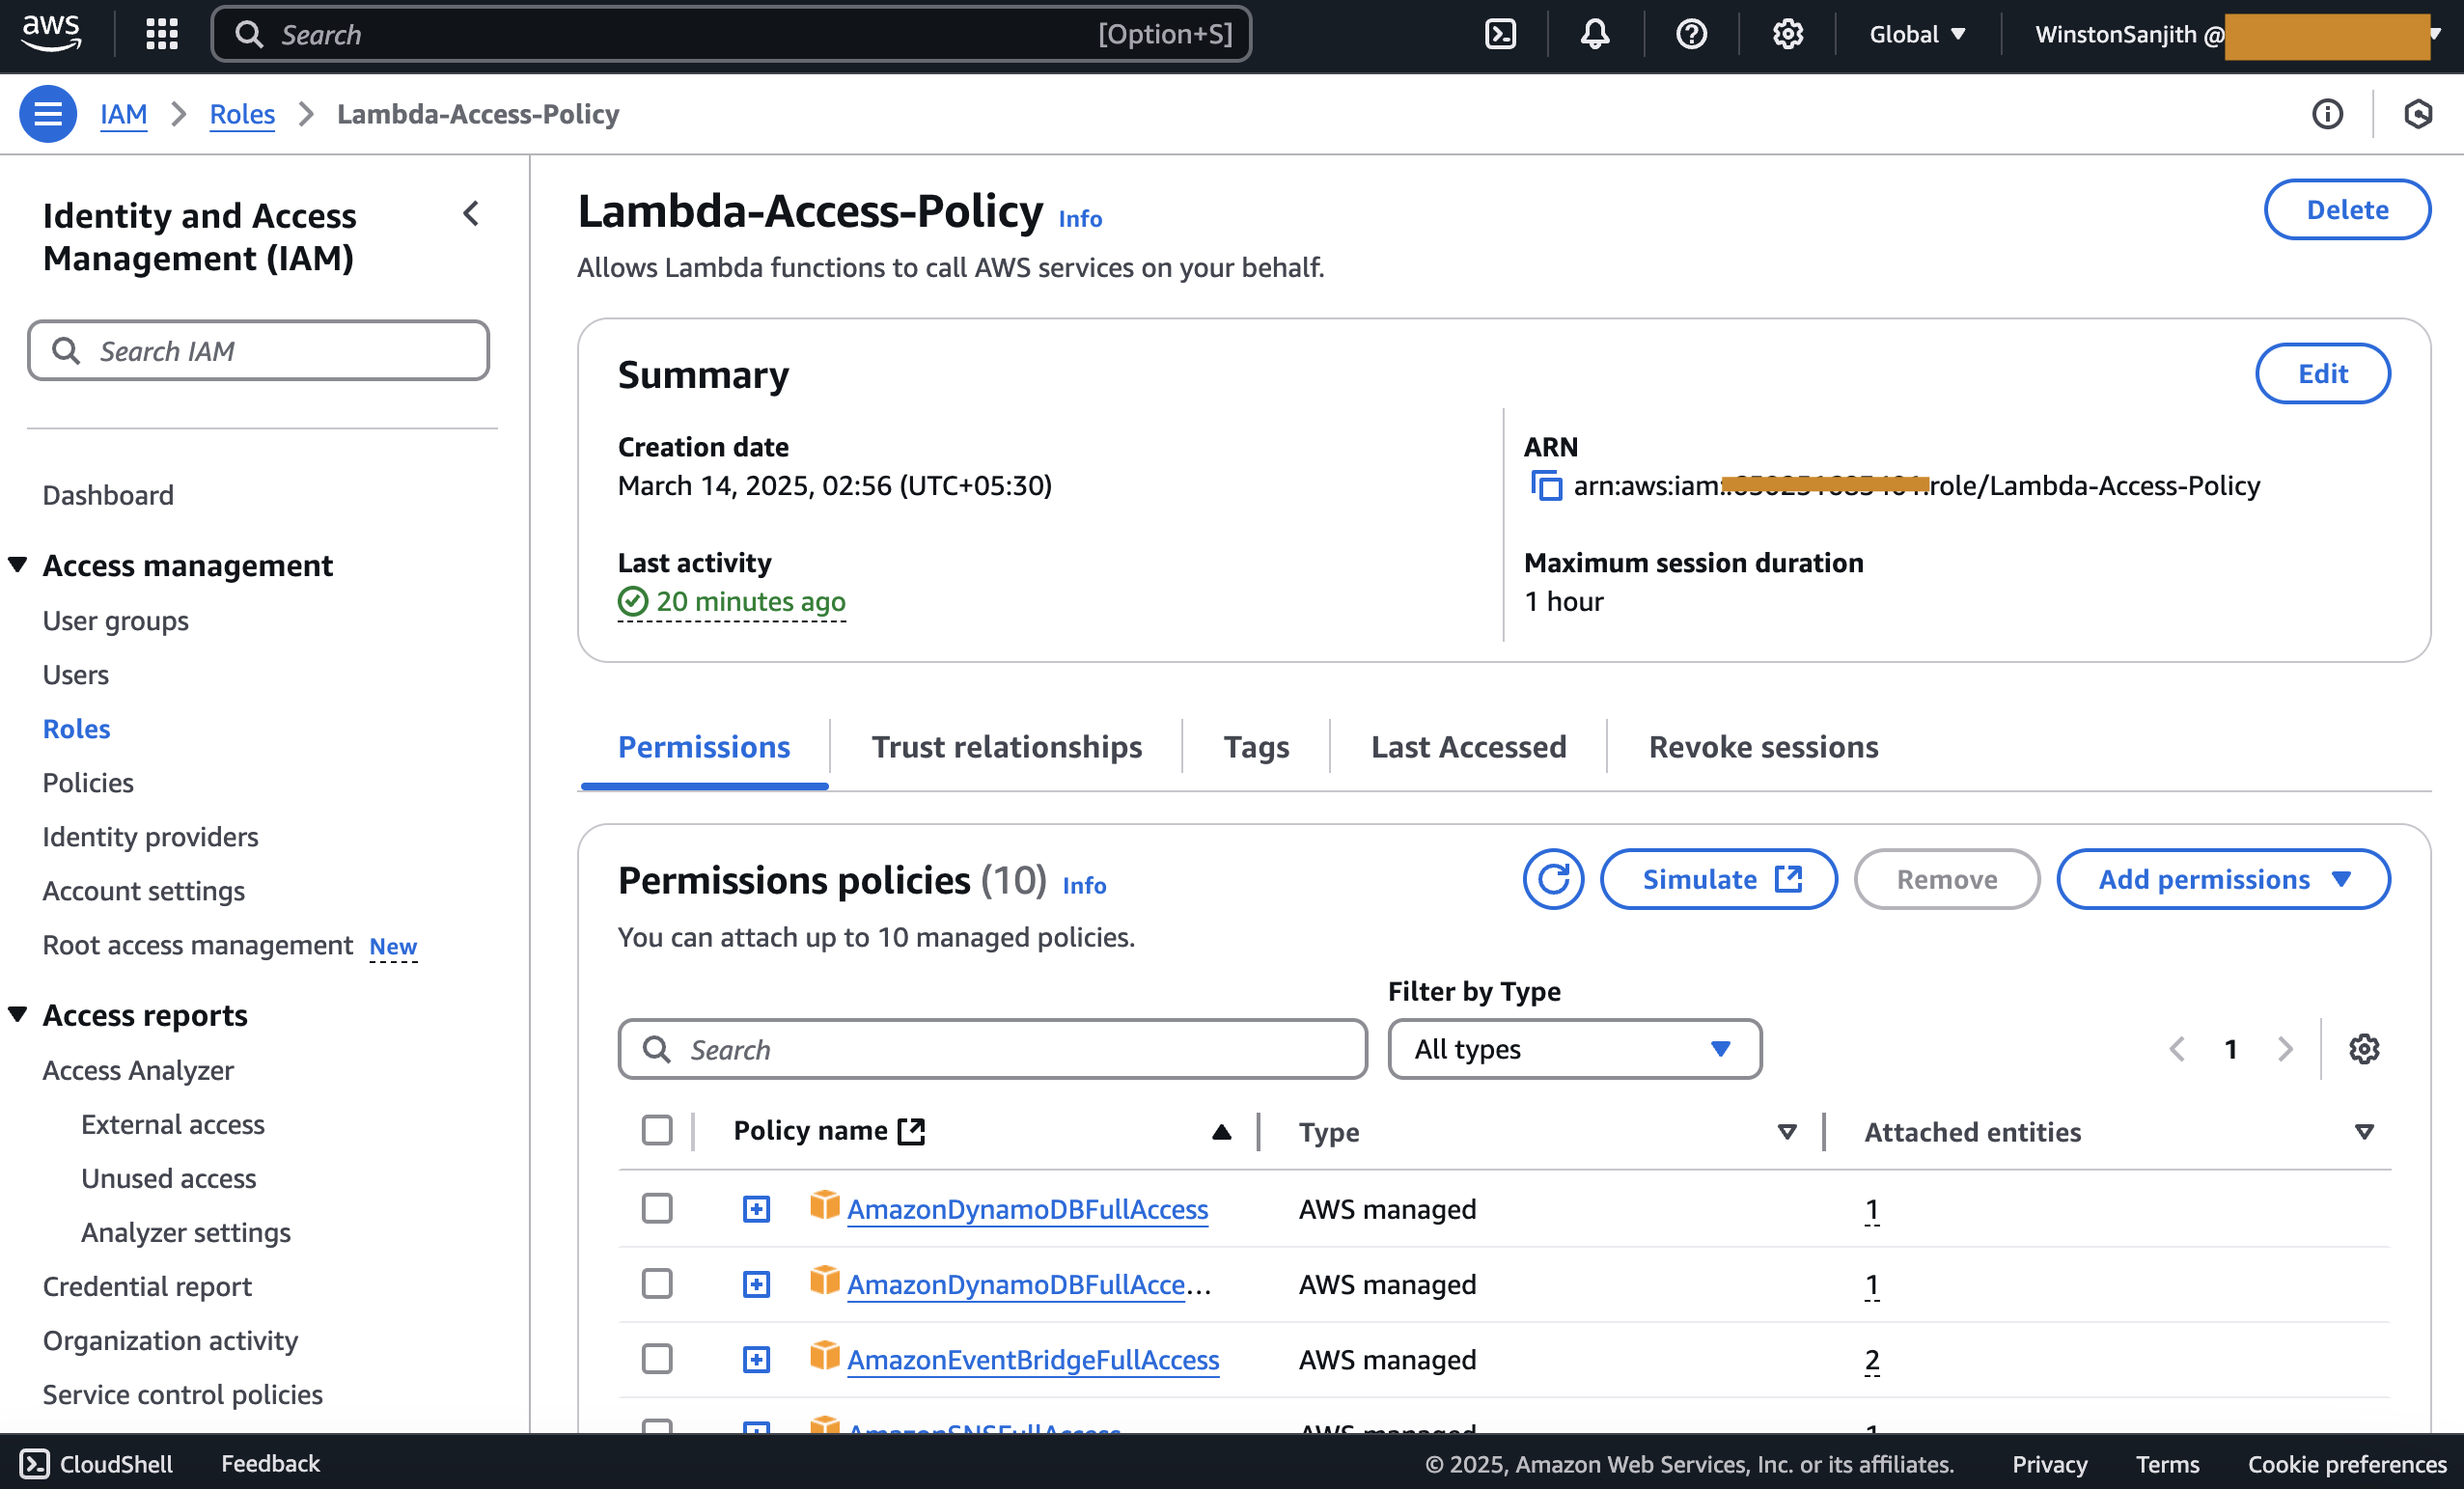 aws
Search
[Option+S]
Global
WinstonSanjith @
IAM
Roles
Lambda-Access-Policy
Identity and Access
Management (IAM)
Search IAM
Dashboard
Access management
User groups
Users
Roles
Policies
Identity providers
Account settings
Root access management New
Access reports
Access Analyzer
External access
Unused access
Analyzer settings
Credential report
Organization activity
Service control policies
Lambda-Access-Policy Info
Delete
Allows Lambda functions to call AWS services on your behalf.
Summary
Edit
Creation date
March 14, 2025, 02:56 (UTC+05:30)
ARN
arn:aws:iam: role/Lambda-Access-Policy
Last activity
20 minutes ago
Maximum session duration
1 hour
Permissions
Trust relationships
Tags
Last Accessed
Revoke sessions
Permissions policies (10) Info
Simulate
Remove
Add permissions
You can attach up to 10 managed policies.
Filter by Type
Search
All types
1
Policy name
Type
Attached entities
AmazonDynamoDBFullAccess
AWS managed
1
AmazonDynamoDBFullAcce...
AWS managed
1
AmazonEventBridgeFullAccess
AWS managed
2
AmazonSNSFullAccess
AWS managed
1
CloudShell
Feedback
© 2025, Amazon Web Services, Inc. or its affiliates.
Privacy
Terms
Cookie preferences